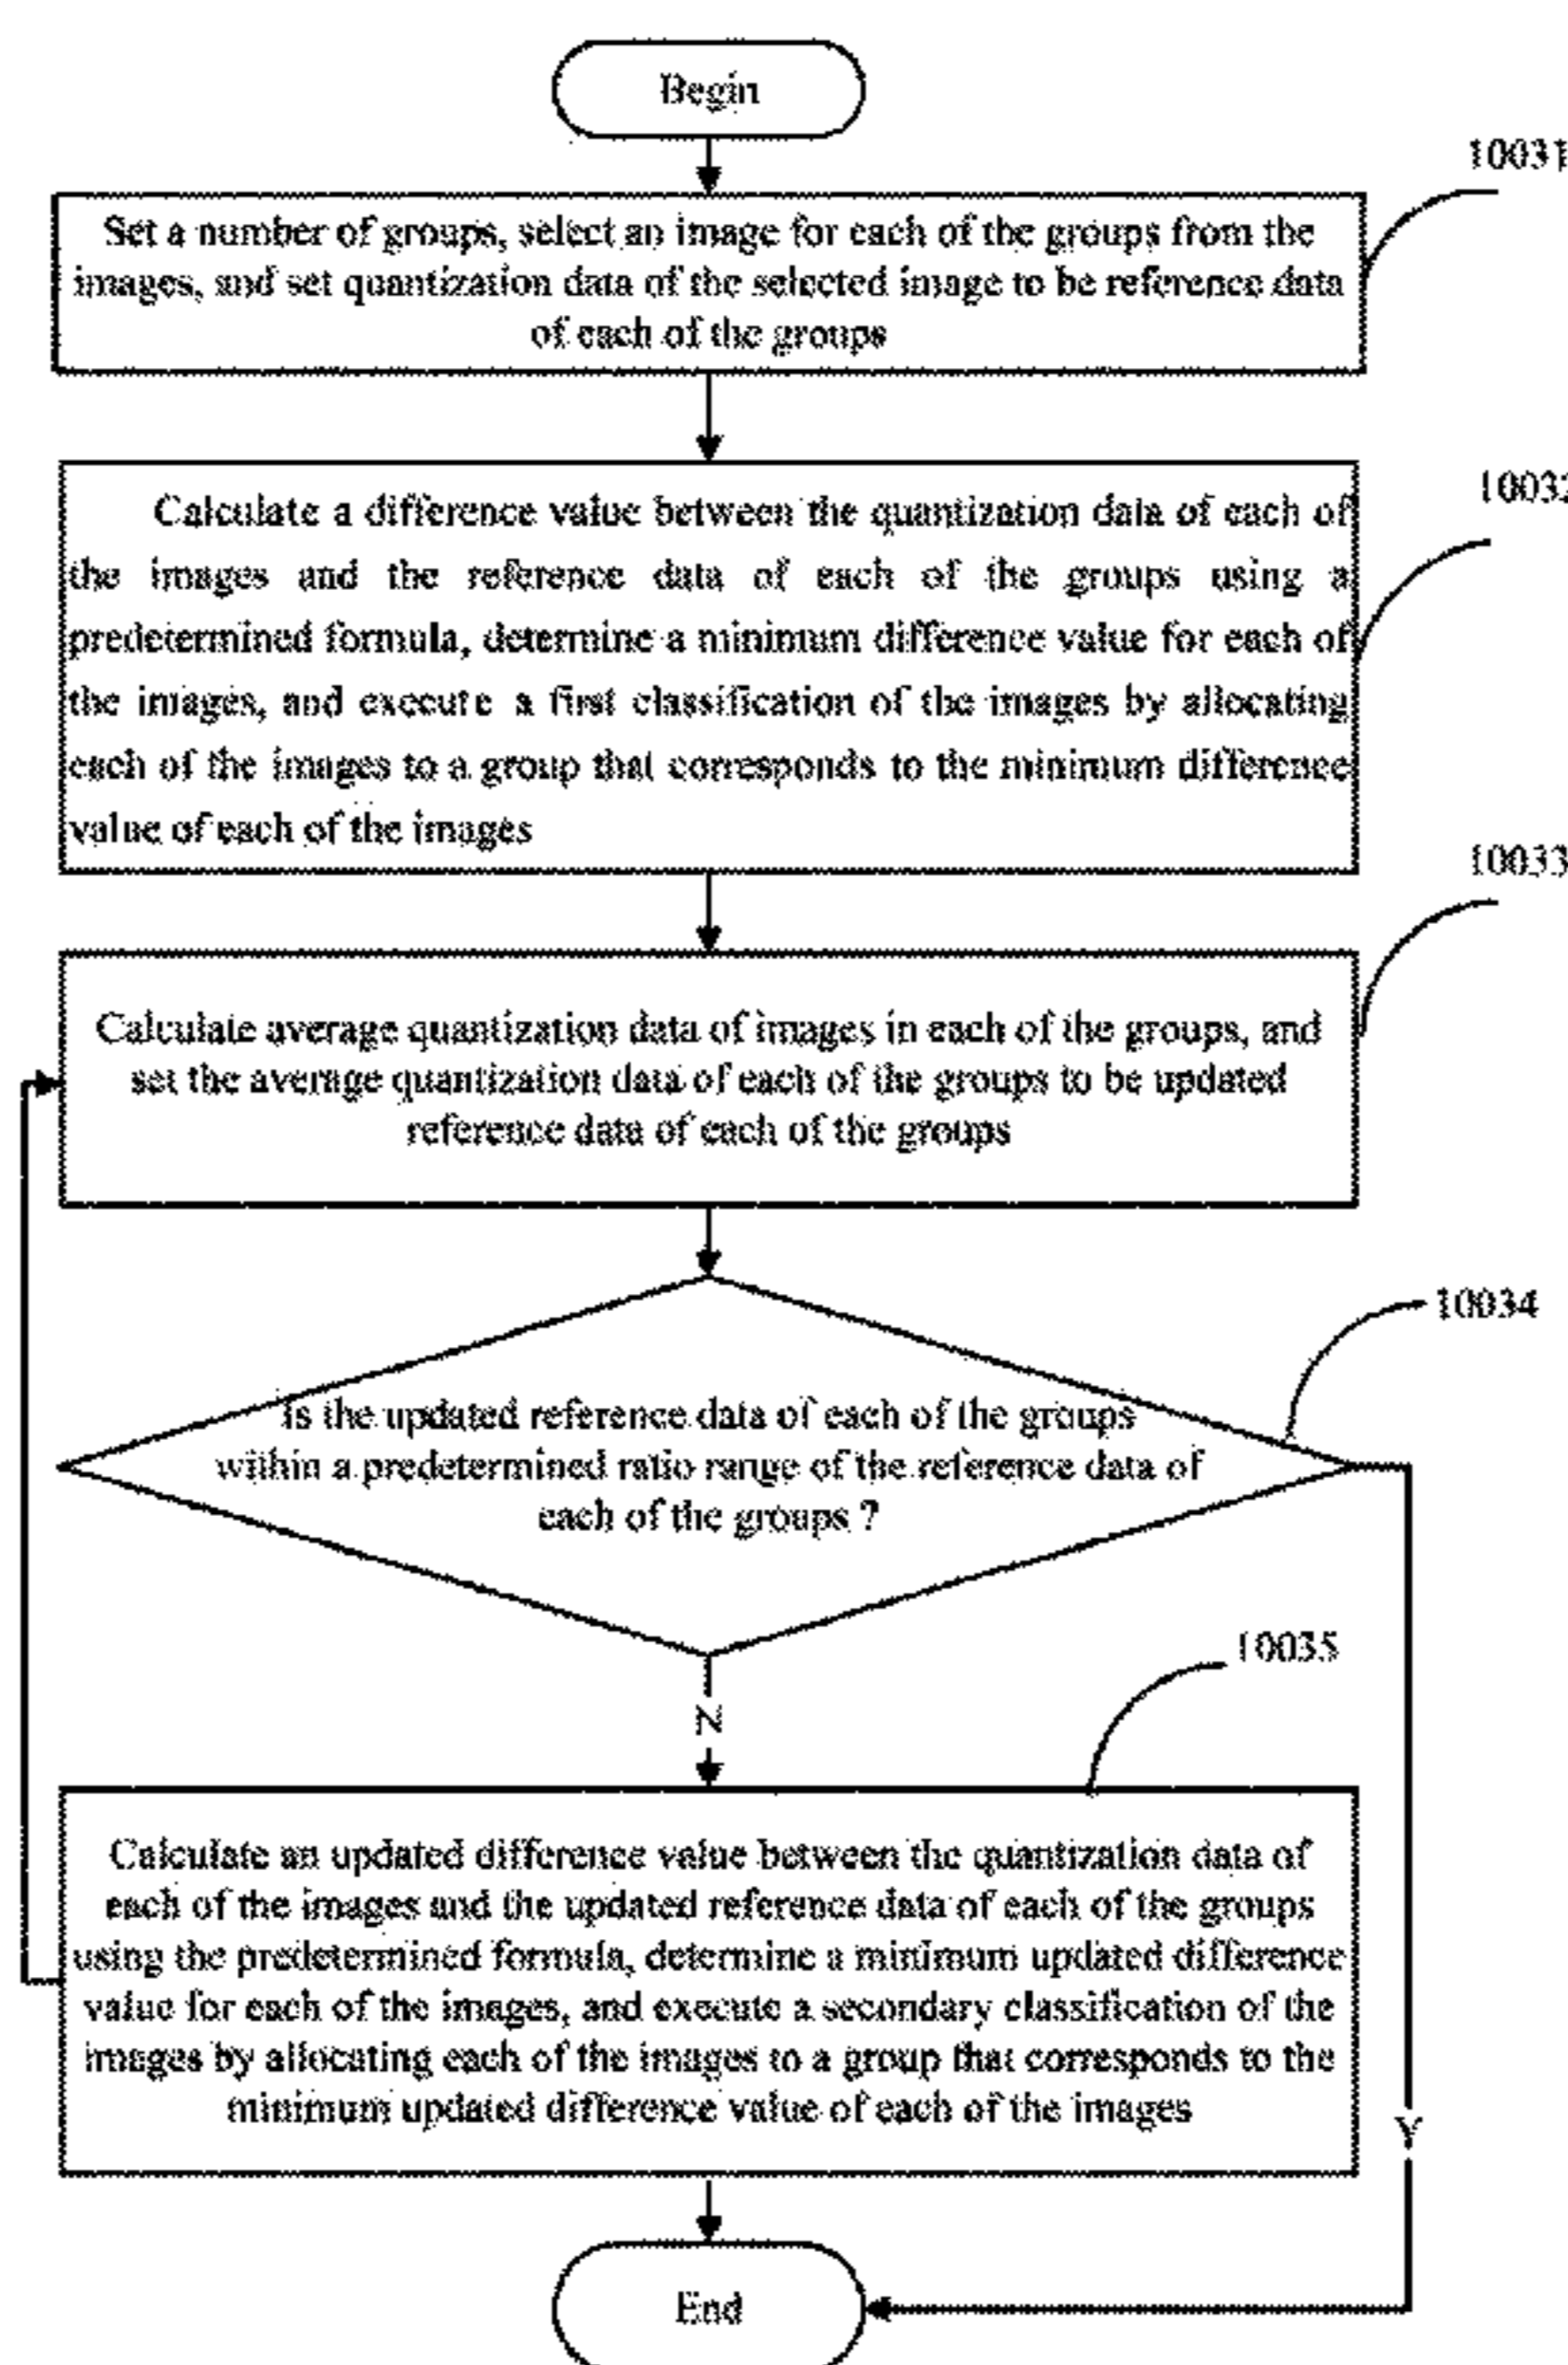 Begin
10031
Set a number of groups, select an image for each of the groups from the
images, and set quantization data of the selected image to be reference data
of each of the groups
10032
Calculate a difference value between the quantization data of each of
the images and the reference data of each of the groups using a
predetermined formula, determine a minimum difference value for each of
the images, and execute a first classification of the images by allocating
each of the images to a group that corresponds to the minimum difference
value of each of the images
10033
Calculate average quantization data of images in each of the groups, and
set the average quantization data of each of the groups to be updated
reference data of each of the groups
10034
Is the updated reference data of each of the groups
within a predetermined ratio range of the reference data of
each of the groups ?
10035
N
Calculate an updated difference value between the quantization data of
each of the images and the updated reference data of each of the groups
using the predetermined formula, determine a minimum updated difference
value for each of the images, and execute a secondary classification of the
images by allocating each of the images to a group that corresponds to the
minimum updated difference value of each of the images
Y
End